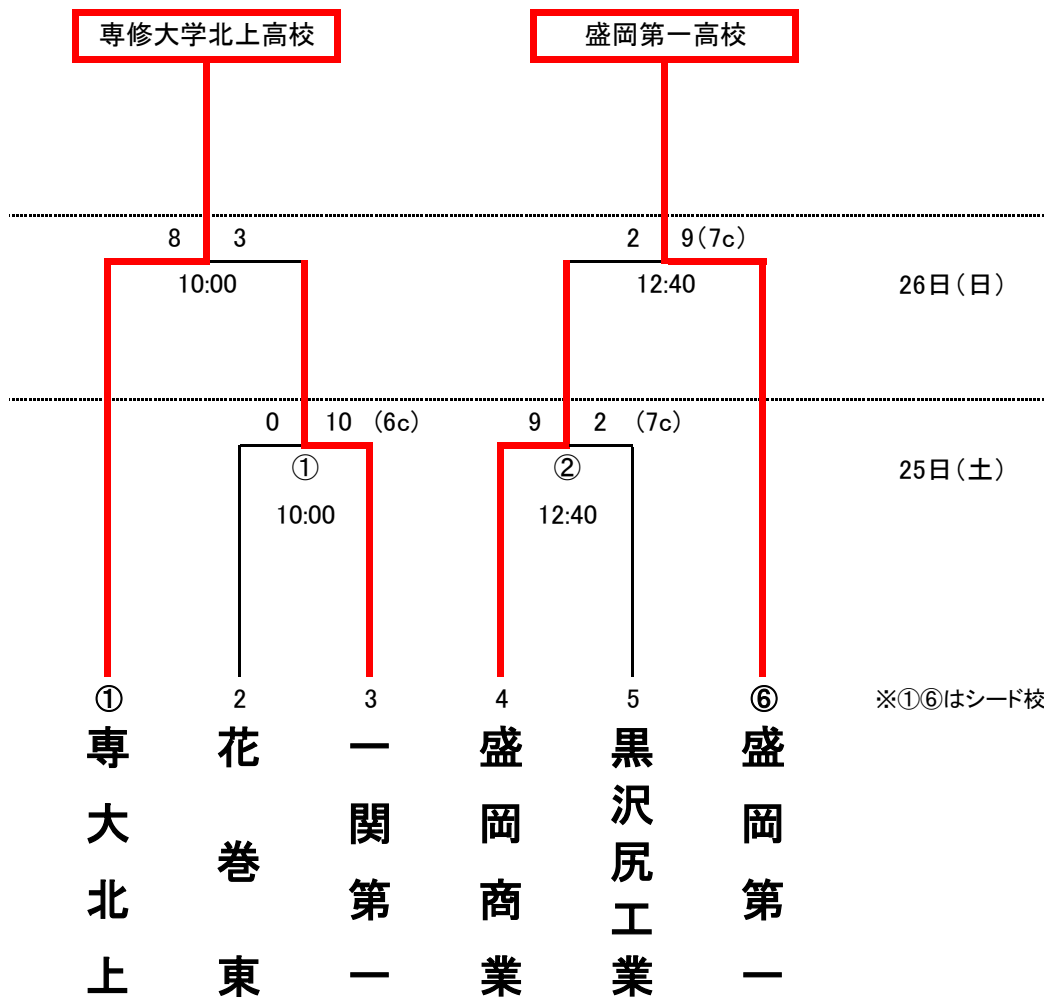 専修大学北上高校
盛岡第一高校
8 3
2 9(7c)
10:00
12:40
26日(日)
0 10 (6c)
9 2 (7c)
①
②
25日(土)
10:00
12:40
①
2
3
4
5
⑥
※①⑥はシード校
専大北上
花巻東
一関第一
盛岡商業
黒沢尻工業
盛岡第一